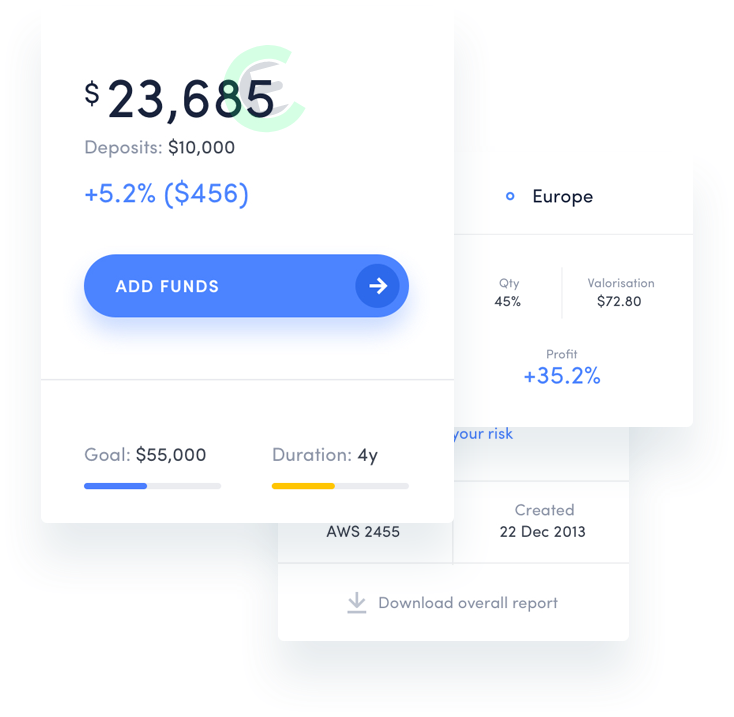 $23,685
Deposits: $10,000
+5.2% ($456)
ADD FUNDS
Goal: $55,000
Duration: 4y
Europe
Qty
45%
Valorisation
$72.80
Profit
+35.2%
your risk
AWS 2455
Created
22 Dec 2013
Download overall report